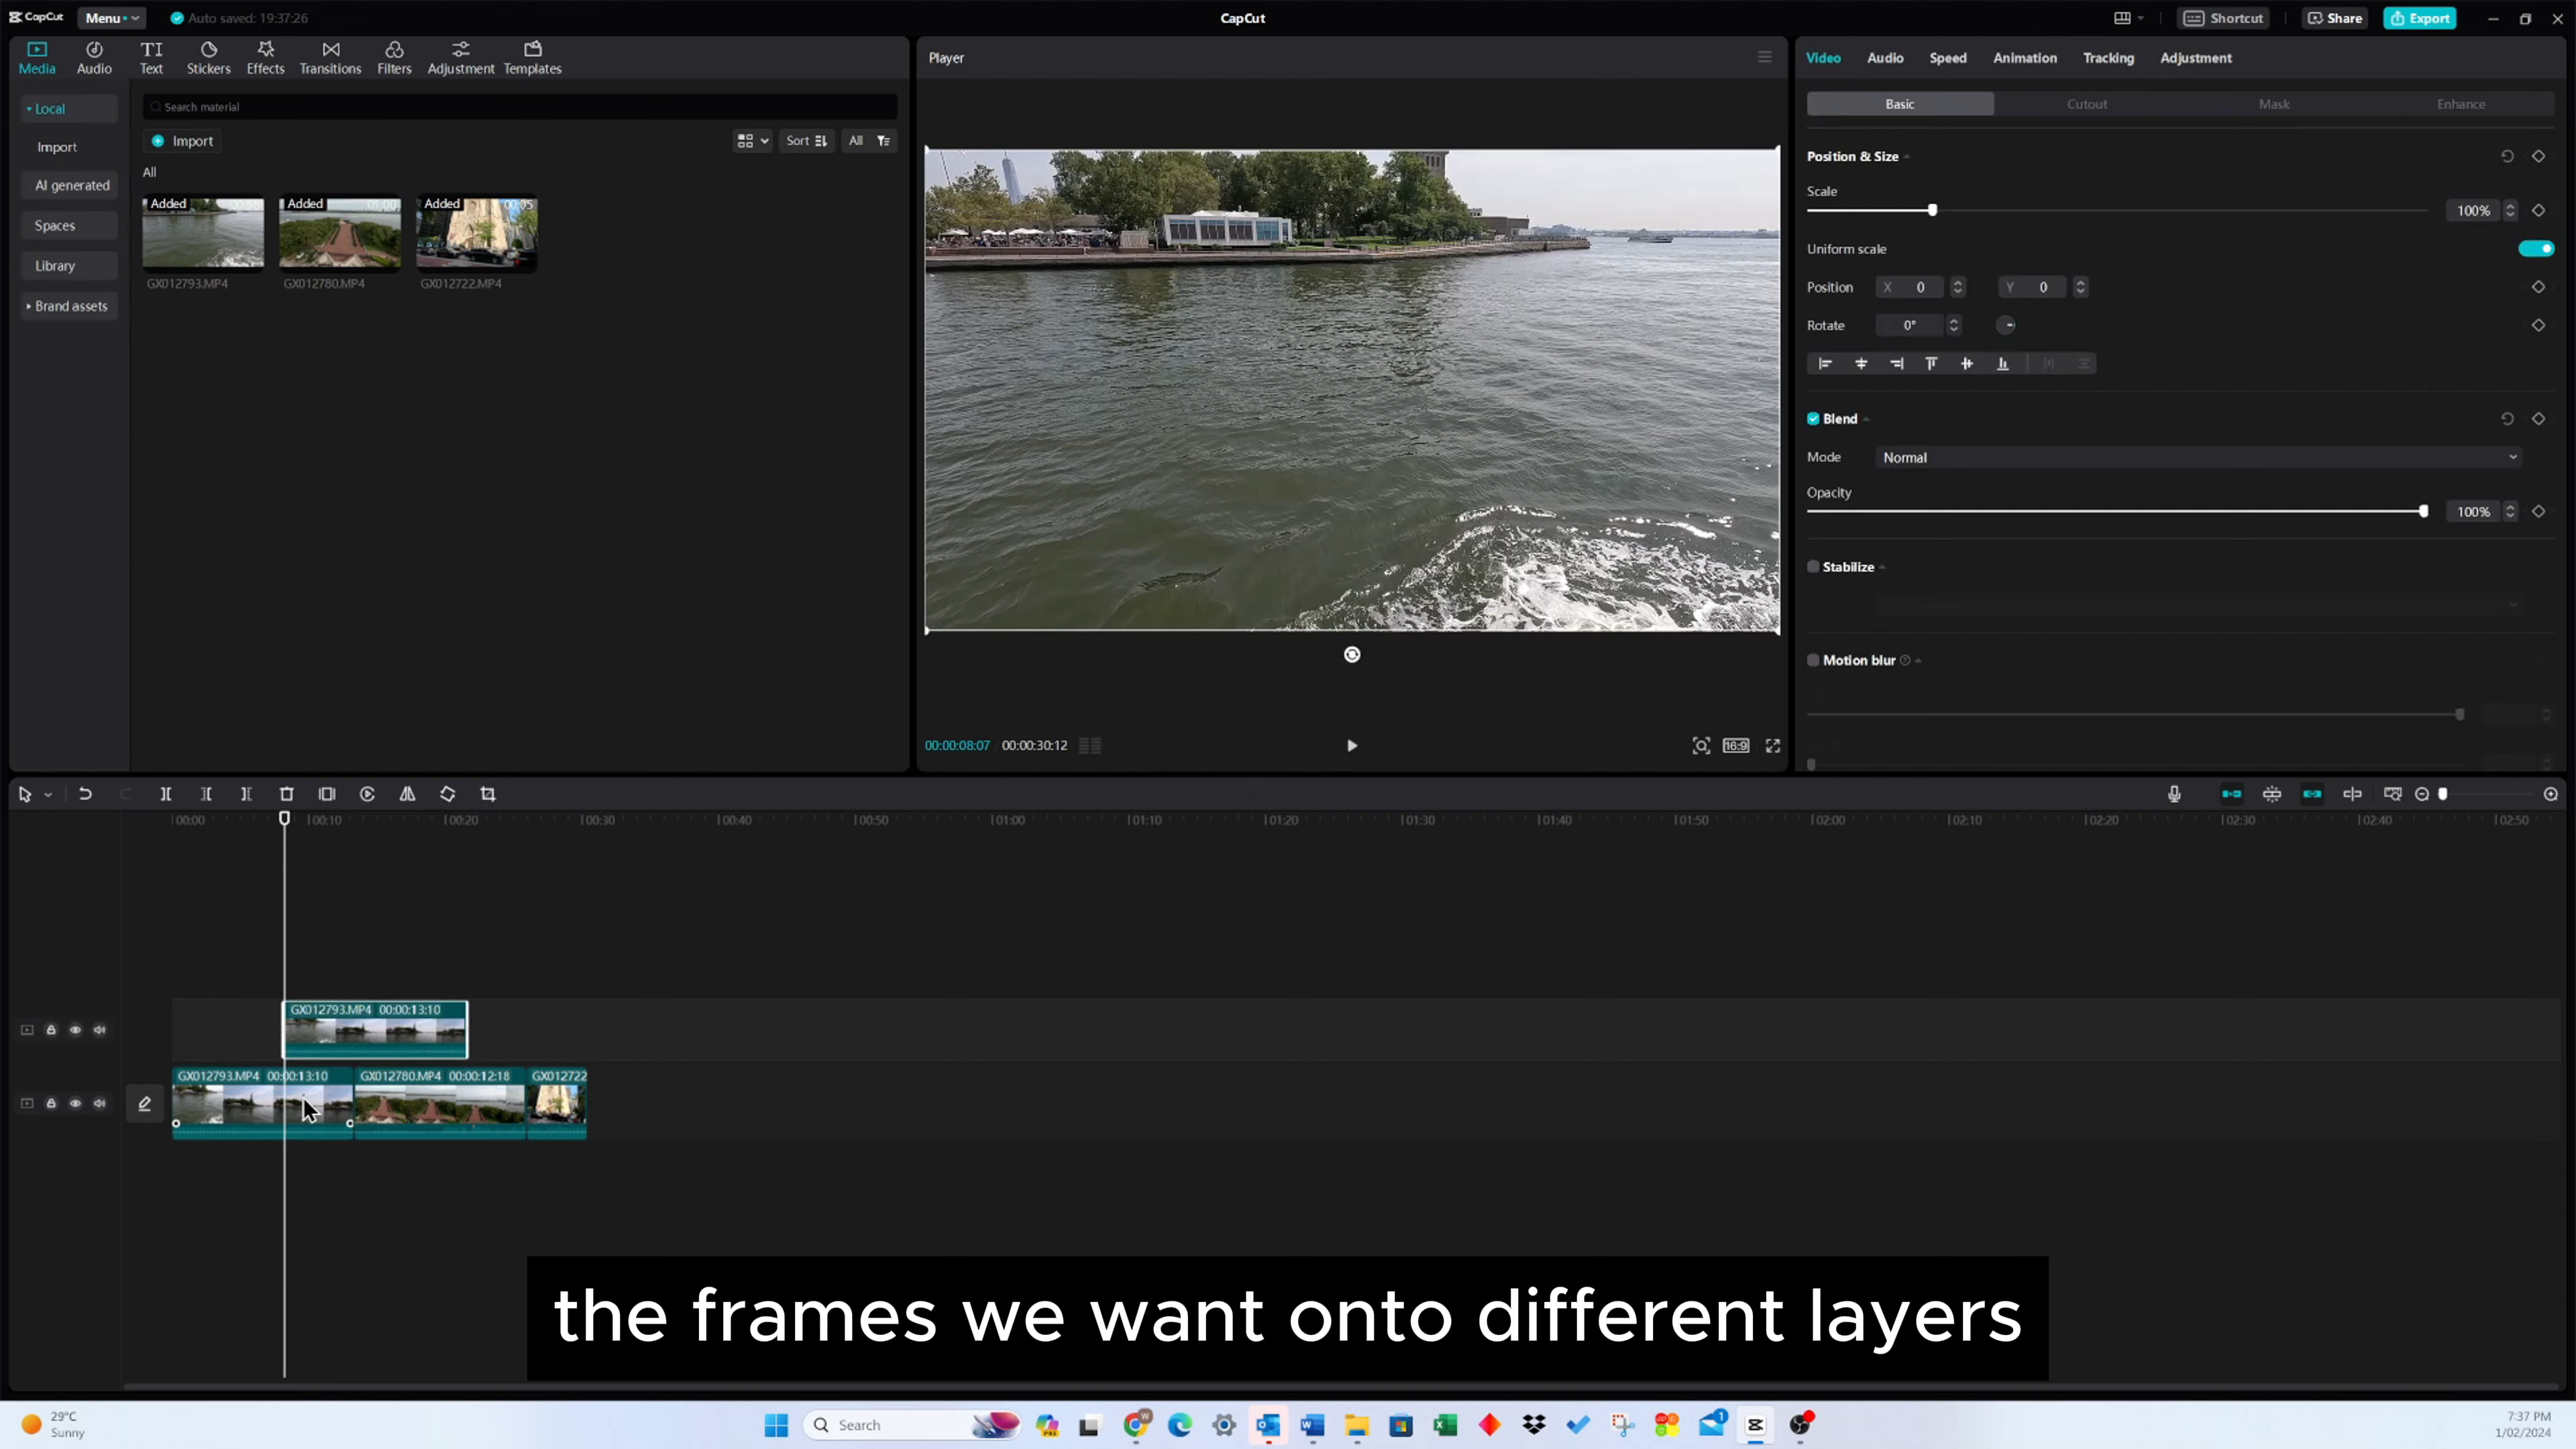 CapCut
Menu
Auto saved: 19:37:26
CapCut
Shortcut
Share
Export
Media
Audio
Text
Stickers
Effects
Transitions
Filters
Adjustment
Templates
Local
Import
AI generated
Spaces
Library
Brand assets
Search material
Import
Sort
All
All
Added
GX012793.MP4
Added 01:00
GX012780.MP4
Added 00:05
GX012722.MP4
Player
00:00:08:07 00:00:30:12
16:9
Video
Audio
Speed
Animation
Tracking
Adjustment
Basic
Cutout
Mask
Enhance
Position & Size
Scale
100%
Uniform scale
Position X 0 Y 0
Rotate 0°
Blend
Mode Normal
Opacity
100%
Stabilize
Motion blur
00:00 00:10 00:20 00:30 00:40 00:50 01:00 01:10 01:20 01:30 01:40 01:50 02:00 02:10 02:20 02:30 02:40 02:50
GX012793.MP4 00:00:13:10
GX012793.MP4 00:00:13:10
GX012780.MP4 00:00:12:18
GX012722
the frames we want onto different layers
29°C
Sunny
Search
7:37 PM
1/02/2024